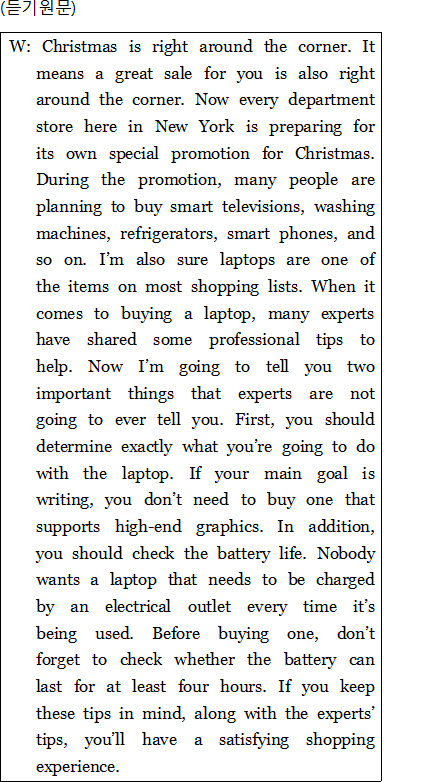 (듣기원문)
W: Christmas is right around the corner. It
means a great sale for you is also right
around the corner. Now every department
store here in New York is preparing for
its own special promotion for Christmas.
During the promotion, many people are
planning to buy smart televisions, washing
machines, refrigerators, smart phones, and
so on. I’m also sure laptops are one of
the items on most shopping lists. When it
comes to buying a laptop, many experts
have shared some professional tips to
help. Now I’m going to tell you two
important things that experts are not
going to ever tell you. First, you should
determine exactly what you’re going to do
with the laptop. If your main goal is
writing, you don’t need to buy one that
supports high-end graphics. In addition,
you should check the battery life. Nobody
wants a laptop that needs to be charged
by an electrical outlet every time it’s
being used. Before buying one, don’t
forget to check whether the battery can
last for at least four hours. If you keep
these tips in mind, along with the experts’
tips, you’ll have a satisfying shopping
experience.